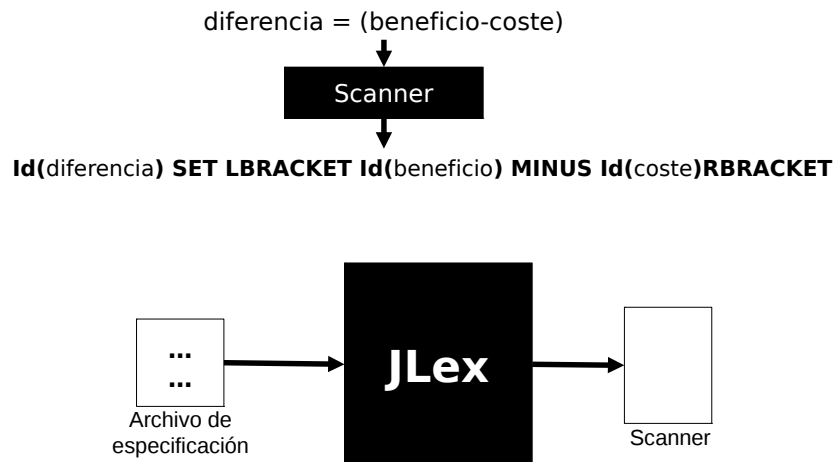 diferencia = (beneficio-coste)
Scanner
Id(diferencia) SET LBRACKET Id(beneficio) MINUS Id(coste)RBRACKET
...
...
JLex
Archivo de
especificación
Scanner